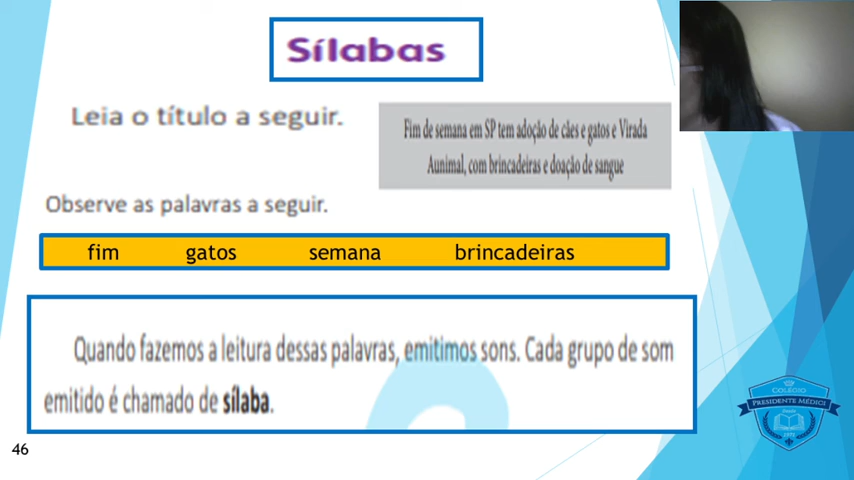 Sílabas
Leia o título a seguir.
Fim de semana em SP tem adoção de cães e gatos e Virada
Aunimal, com brincadeiras e doação de sangue
Observe as palavras a seguir.
fim gatos semana brincadeiras
Quando fazemos a leitura dessas palavras, emitimos sons. Cada grupo de som
emitido é chamado de sílaba.
COLÉGIO
PRESIDENTE MÉDICI
46